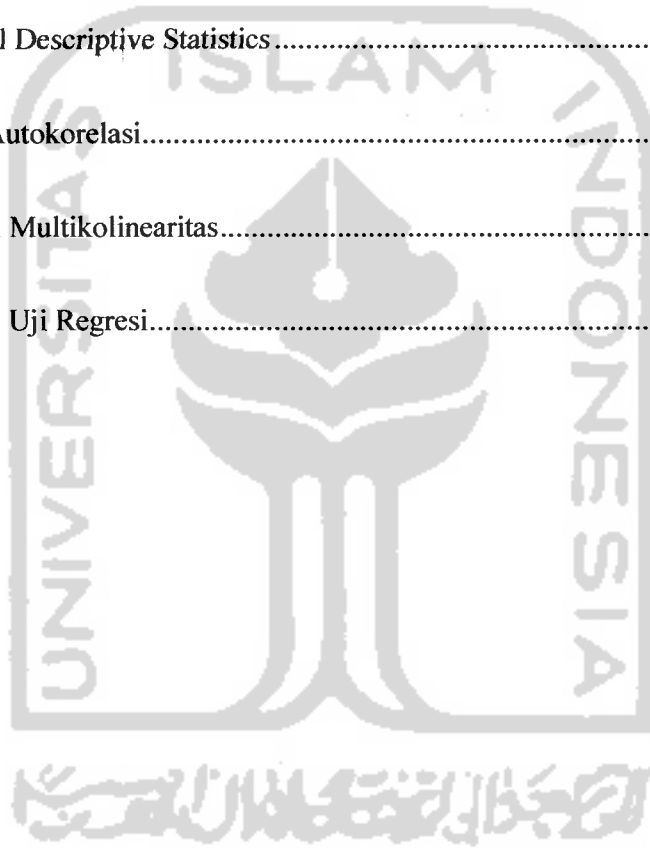 l Descriptive Statistics.....................................................
ISLAM
Autokorelasi...........................................................................
Multikolinearitas...............................................................
Uji Regresi...........................................................................
UNIVERSITAS
INDONESIA